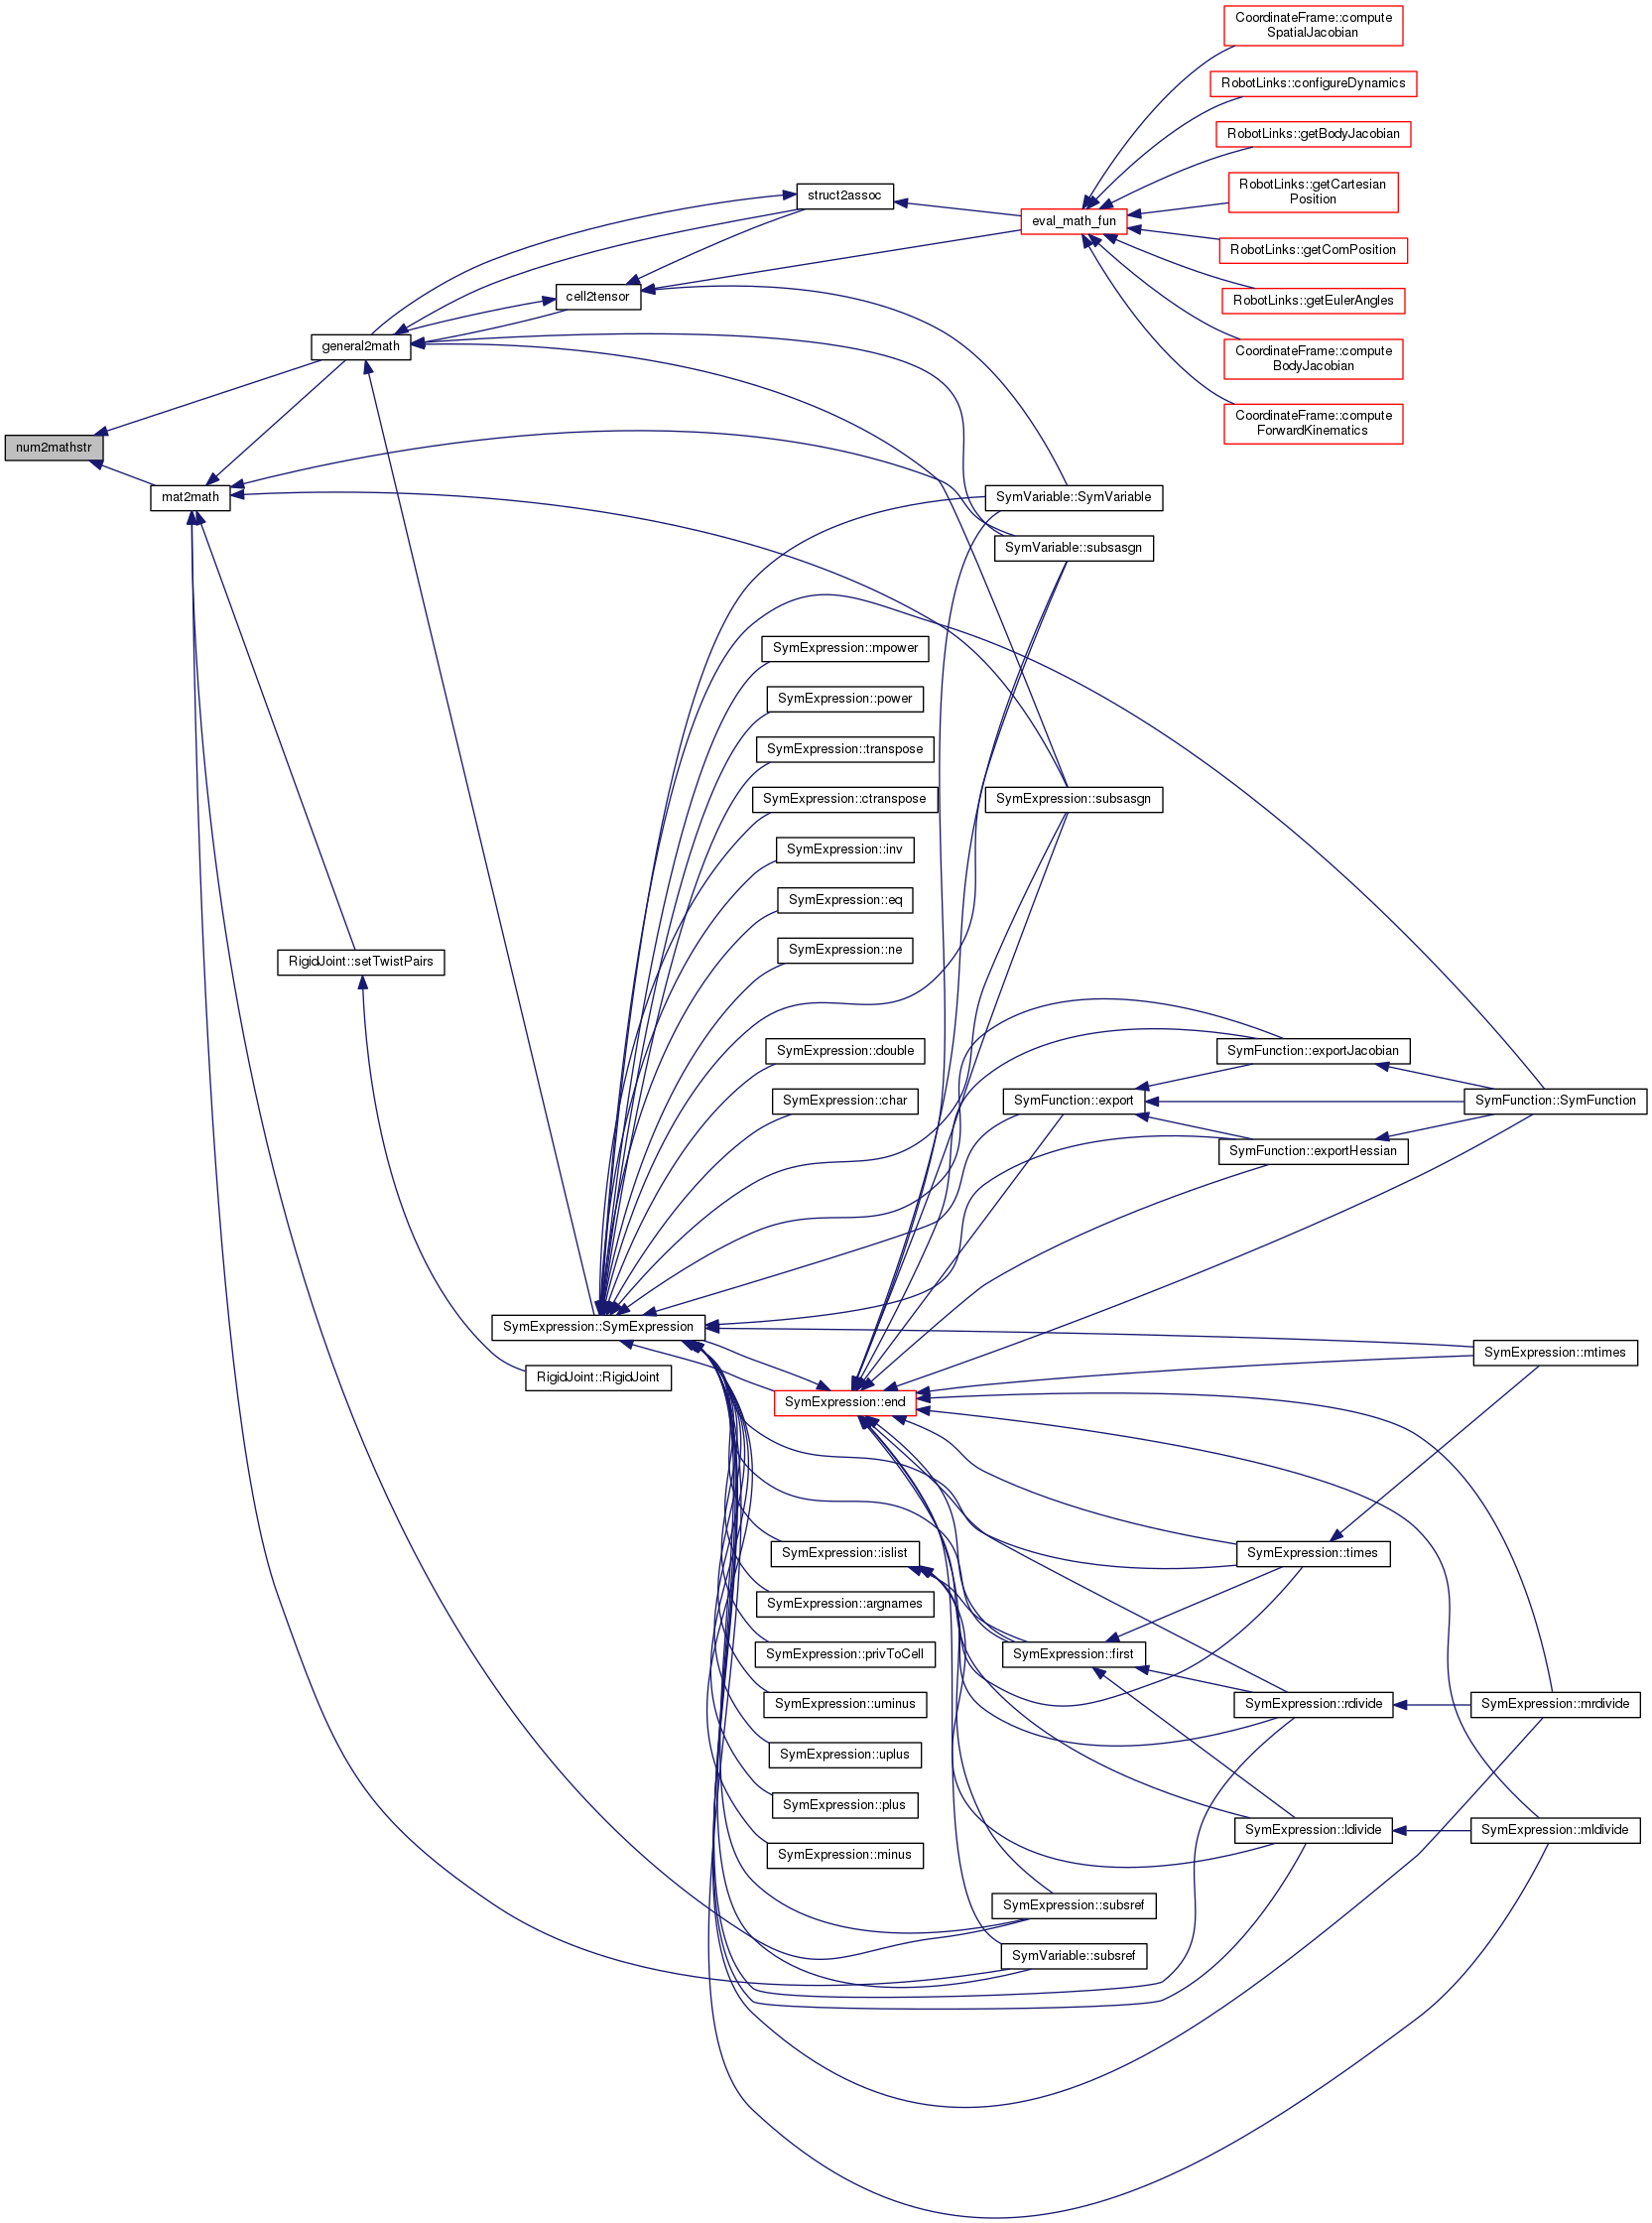 CoordinateFrame::compute
SpatialJacobian
RobotLinks::configureDynamics
RobotLinks::getBodyJacobian
RobotLinks::getCartesian
Position
struct2assoc
eval_math_fun
RobotLinks::getComPosition
cell2tensor
RobotLinks::getEulerAngles
general2math
CoordinateFrame::compute
BodyJacobian
CoordinateFrame::compute
ForwardKinematics
num2mathstr
mat2math
SymVariable::SymVariable
SymVariable::subsasgn
SymExpression::mpower
SymExpression::power
SymExpression::transpose
SymExpression::ctranspose
SymExpression::subsasgn
SymExpression::inv
SymExpression::eq
SymExpression::ne
RigidJoint::setTwistPairs
SymExpression::double
SymFunction::exportJacobian
SymExpression::char
SymFunction::export
SymFunction::SymFunction
SymFunction::exportHessian
SymExpression::SymExpression
SymExpression::mtimes
RigidJoint::RigidJoint
SymExpression::end
SymExpression::islist
SymExpression::times
SymExpression::argnames
SymExpression::privToCell
SymExpression::first
SymExpression::uminus
SymExpression::rdivide
SymExpression::mrdivide
SymExpression::uplus
SymExpression::plus
SymExpression::ldivide
SymExpression::mldivide
SymExpression::minus
SymExpression::subsref
SymVariable::subsref